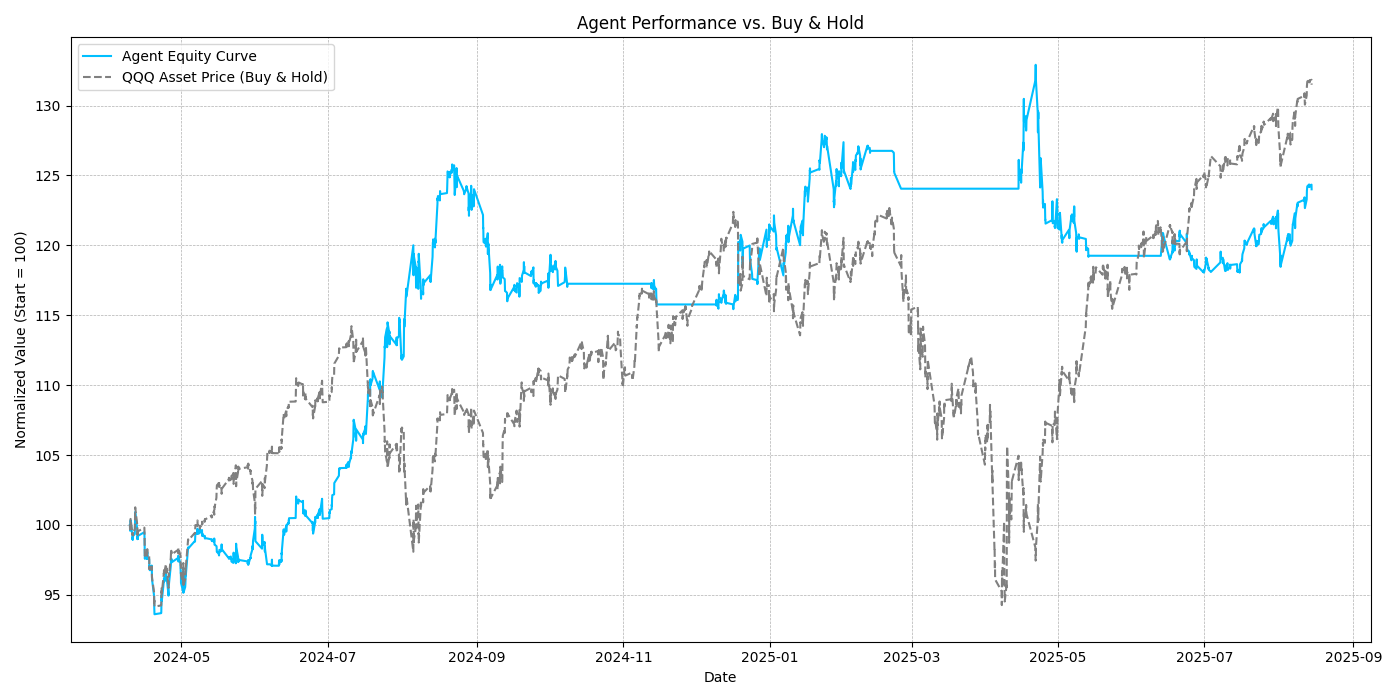 Agent Performance vs. Buy & Hold
Agent Equity Curve
QQQ Asset Price (Buy & Hold)
Normalized Value (Start = 100)
130
125
120
115
110
105
100
95
2024-05 2024-07 2024-09 2024-11 2025-01 2025-03 2025-05 2025-07 2025-09
Date